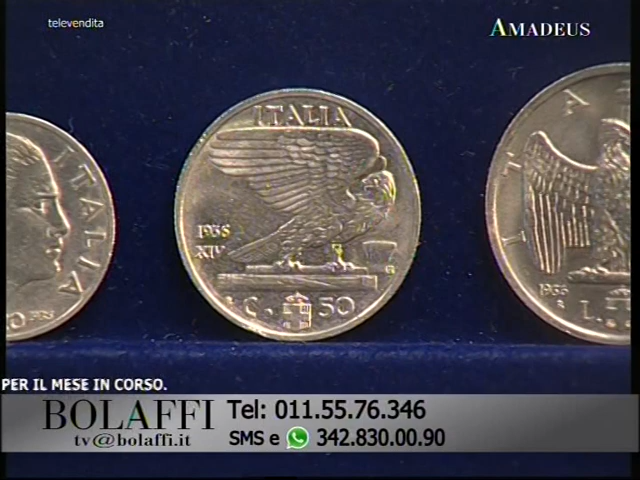 televendita
AMADEUS
ITALIA
ITALIA
1936
XIV
C. 50
ITA
1936
R
L.
PER IL MESE IN CORSO.
BOLAFFI
tv@bolaffi.it
Tel: 011.55.76.346
SMS e 342.830.00.90